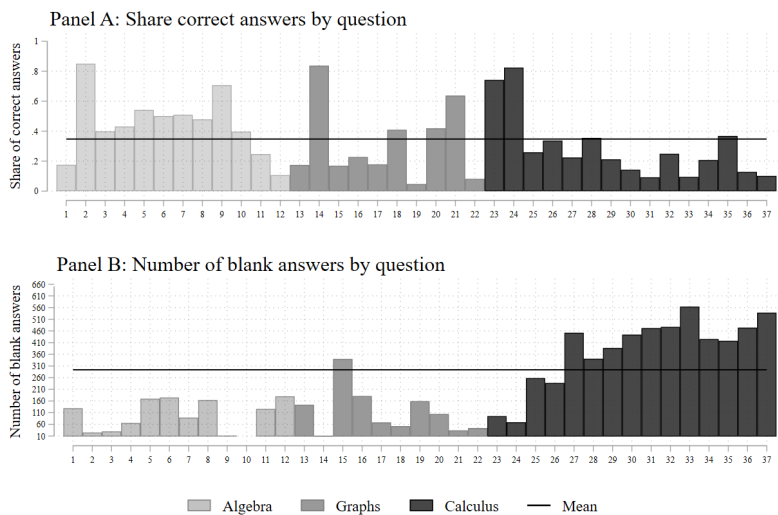 Panel A: Share correct answers by question
Share of correct answers
1
.8
.6
.4
.2
0
1 2 3 4 5 6 7 8 9 10 11 12 13 14 15 16 17 18 19 20 21 22 23 24 25 26 27 28 29 30 31 32 33 34 35 36 37
Panel B: Number of blank answers by question
Number of blank answers
660
610
560
510
460
410
360
310
260
210
160
110
60
10
1 2 3 4 5 6 7 8 9 10 11 12 13 14 15 16 17 18 19 20 21 22 23 24 25 26 27 28 29 30 31 32 33 34 35 36 37
Algebra Graphs Calculus Mean